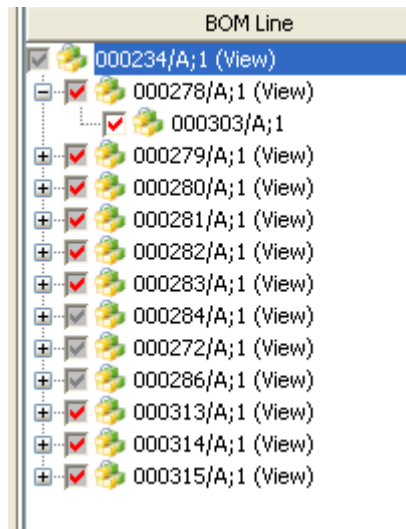 BOM Line
000234/A;1 (View)
000278/A;1 (View)
000303/A;1
000279/A;1 (View)
000280/A;1 (View)
000281/A;1 (View)
000282/A;1 (View)
000283/A;1 (View)
000284/A;1 (View)
000272/A;1 (View)
000286/A;1 (View)
000313/A;1 (View)
000314/A;1 (View)
000315/A;1 (View)